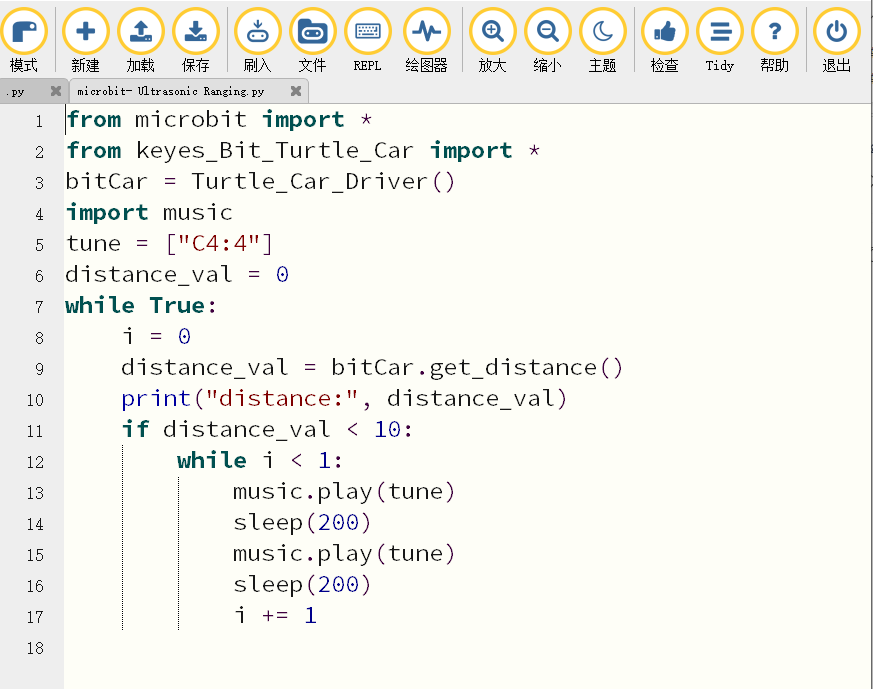 模式 新建 加载 保存 刷入 文件 REPL 绘图器 放大 缩小 主题 检查 Tidy 帮助 退出
.py microbit- Ultrasonic Ranging.py
1 from microbit import *
2 from keyes_Bit_Turtle_Car import *
3 bitCar = Turtle_Car_Driver()
4 import music
5 tune = ["C4:4"]
6 distance_val = 0
7 while True:
8     i = 0
9     distance_val = bitCar.get_distance()
10     print("distance:", distance_val)
11     if distance_val < 10:
12         while i < 1:
13             music.play(tune)
14             sleep(200)
15             music.play(tune)
16             sleep(200)
17             i += 1
18